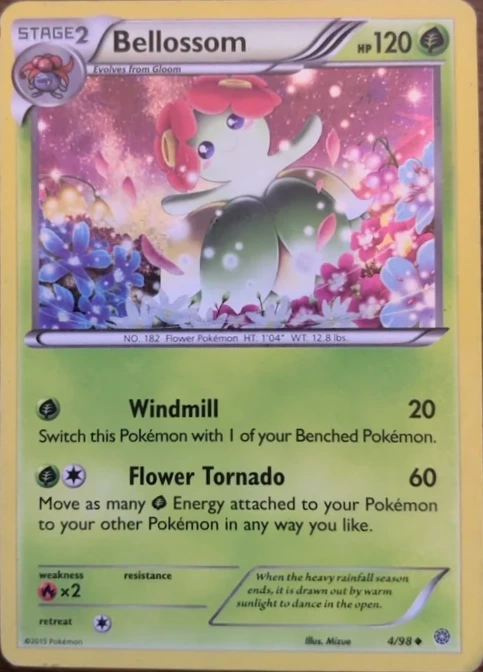 STAGE2 Bellossom HP 120
Evolves from Gloom
NO. 182 Flower Pokémon HT: 1'04" WT: 12.8 lbs.
Windmill 20
Switch this Pokémon with 1 of your Benched Pokémon.
Flower Tornado 60
Move as many Energy attached to your Pokémon
to your other Pokémon in any way you like.
weakness resistance
×2
When the heavy rainfall season
ends, it is drawn out by warm
sunlight to dance in the open.
retreat
©2015 Pokémon Illus. Mizue 4/98